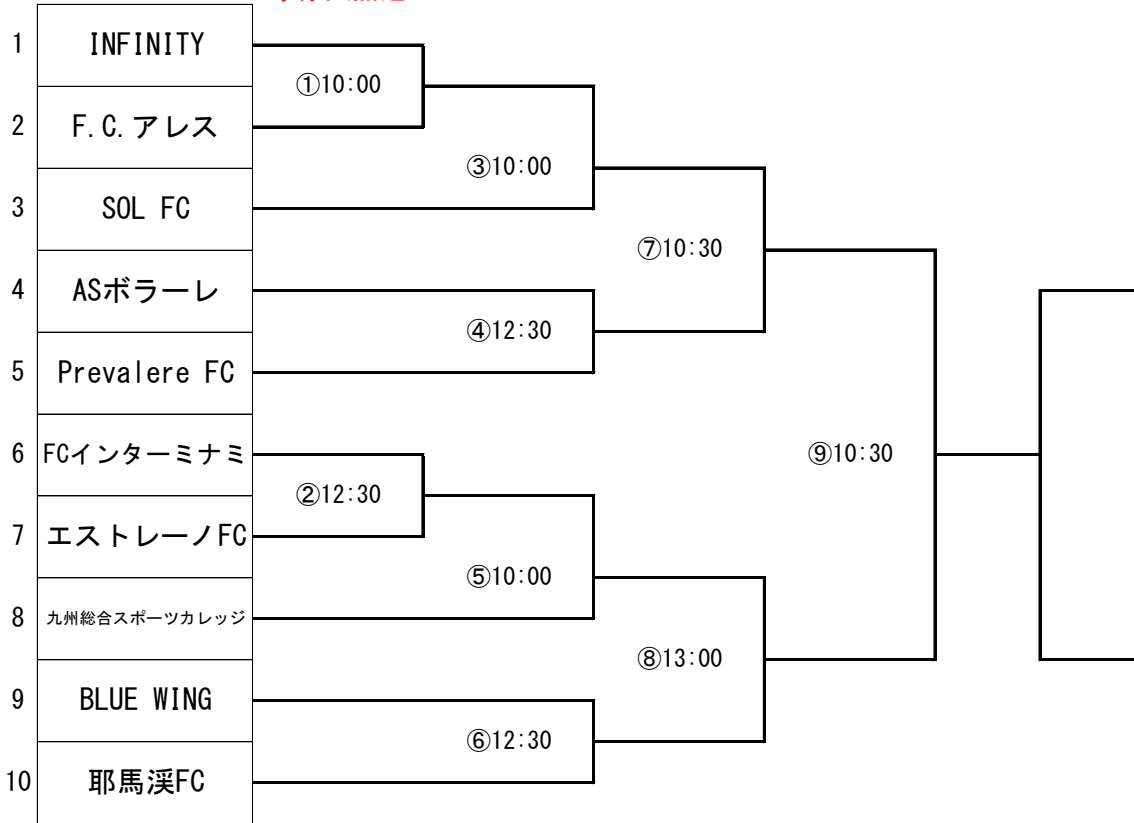 1 INFINITY
①10:00
2 F.C.アレス
③10:00
3 SOL FC
⑦10:30
4 ASボラーレ
④12:30
5 Prevalere FC
6 FCインターミナミ
⑨10:30
②12:30
7 エストレーノFC
⑤10:00
8 九州総合スポーツカレッジ
⑧13:00
9 BLUE WING
⑥12:30
10 耶馬渓FC